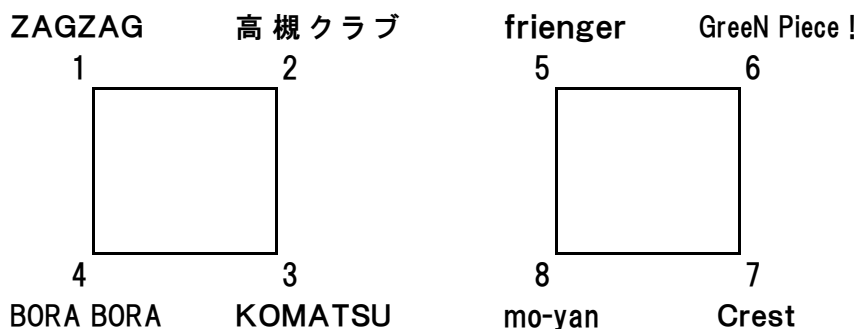 ZAGZAG 高槻クラブ frienger GreeN Piece！
1 2 5 6
4 3 8 7
BORA BORA KOMATSU mo-yan Crest